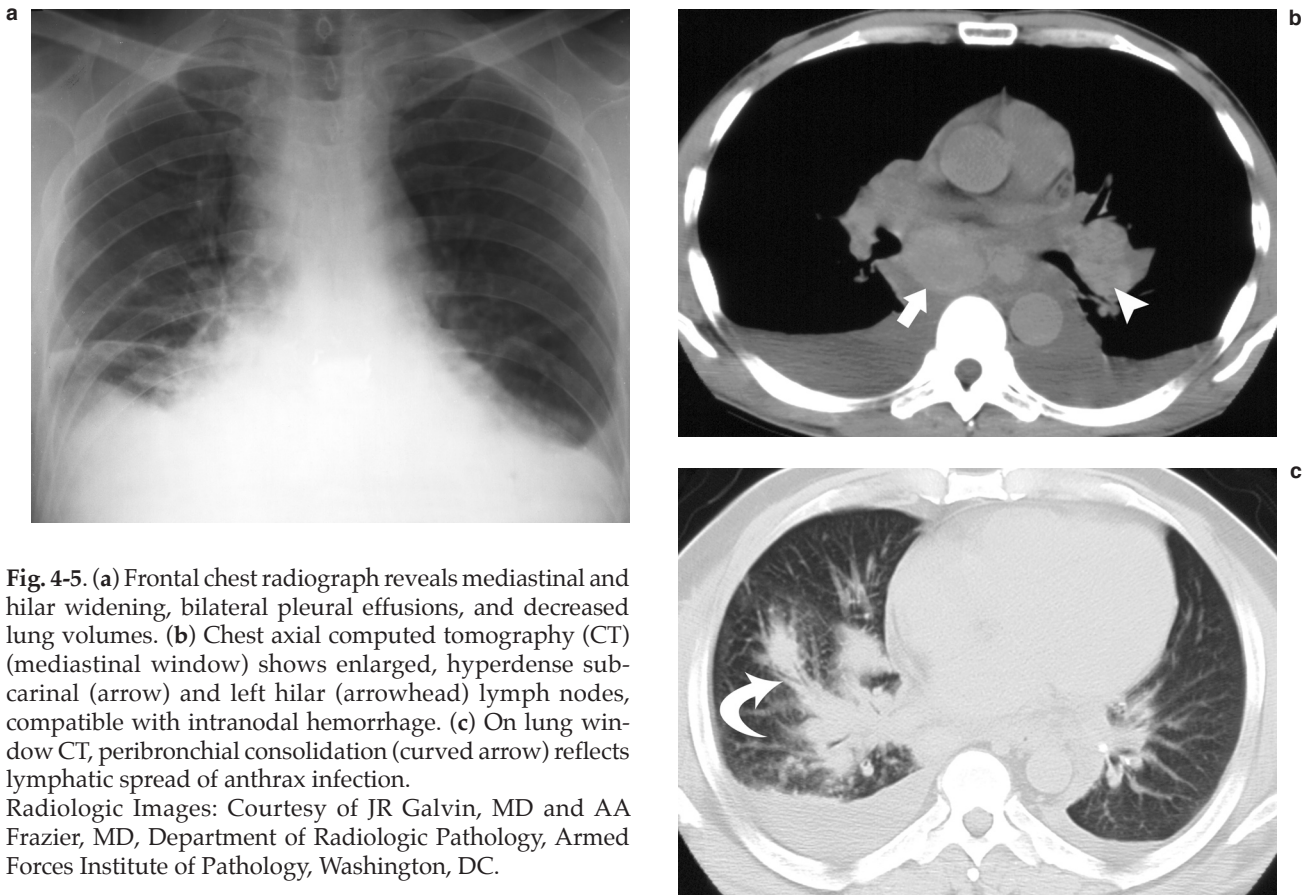 a
b
c
Fig. 4-5. (a) Frontal chest radiograph reveals mediastinal and
hilar widening, bilateral pleural effusions, and decreased
lung volumes. (b) Chest axial computed tomography (CT)
(mediastinal window) shows enlarged, hyperdense sub-
carinal (arrow) and left hilar (arrowhead) lymph nodes,
compatible with intranodal hemorrhage. (c) On lung win-
dow CT, peribronchial consolidation (curved arrow) reflects
lymphatic spread of anthrax infection.
Radiologic Images: Courtesy of JR Galvin, MD and AA
Frazier, MD, Department of Radiologic Pathology, Armed
Forces Institute of Pathology, Washington, DC.